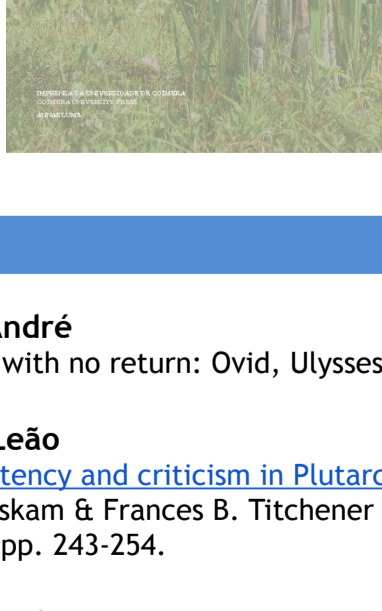 IMPRENSA DA UNIVERSIDADE DE COIMBRA
COIMBRA UNIVERSITY PRESS
ANNABLUME
André
with no return: Ovid, Ulysses
Leão
tency and criticism in Plutarc
skam & Frances B. Titchener
pp. 243-254.